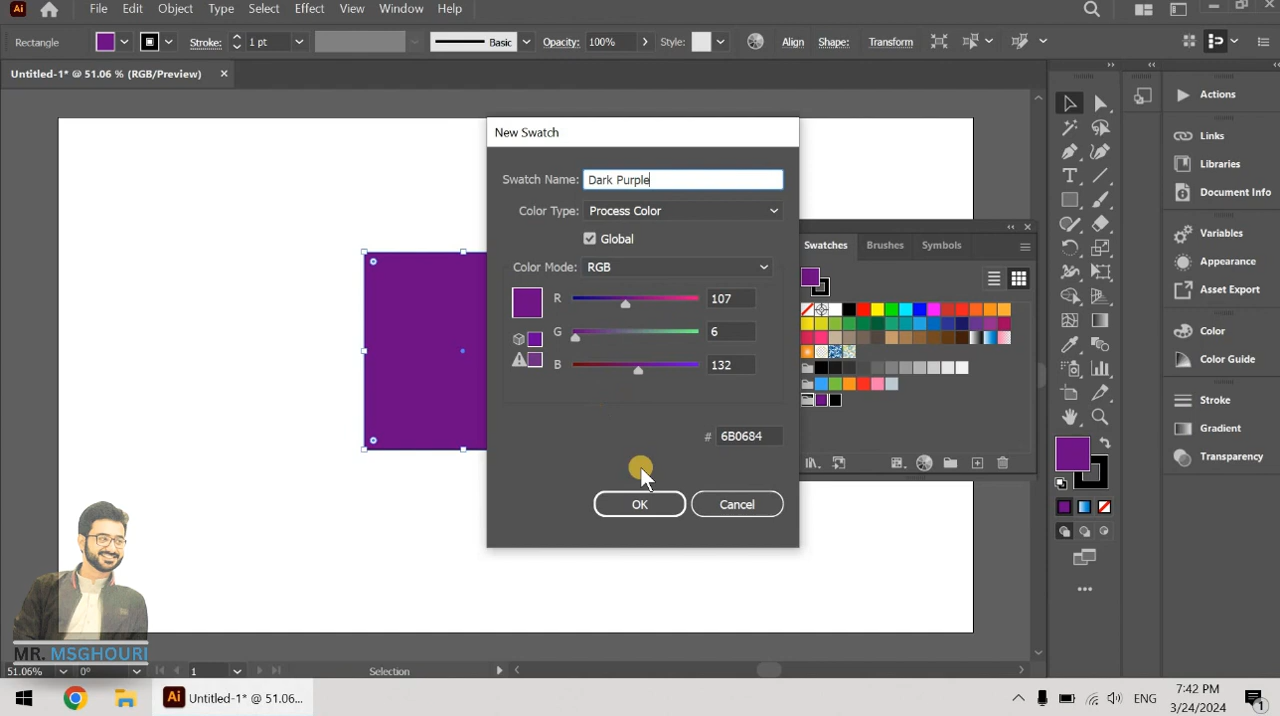 Ai File Edit Object Type Select Effect View Window Help
Rectangle Stroke: 1 pt Basic Opacity: 100% Style: Align Shape: Transform
Untitled-1* @ 51.06 % (RGB/Preview)
New Swatch
Swatch Name: Dark Purple
Color Type: Process Color
Global
Color Mode: RGB
R 107
G 6
B 132
# 6B0684
OK Cancel
Swatches Brushes Symbols
Actions
Links
Libraries
Document Info
Variables
Appearance
Asset Export
Color
Color Guide
Stroke
Gradient
Transparency
MR. MSGHOURI
51.06% 0° 1 Selection
Ai Untitled-1* @ 51.06... ENG 7:42 PM
3/24/2024 1